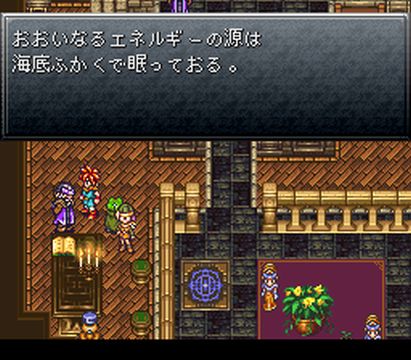 おおいなるエネルギーの源は
海底ふかくで眠っておる。